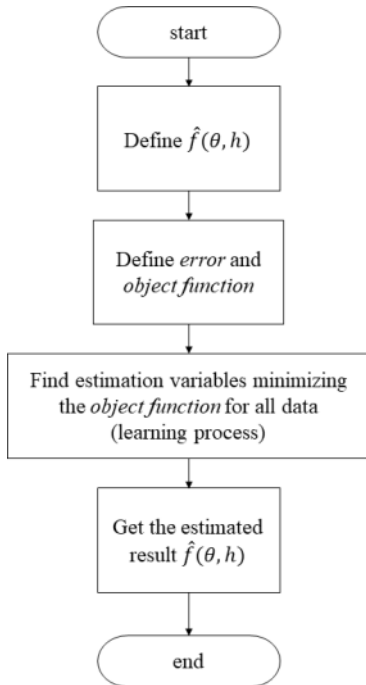 start
Define f̂(θ, h)
Define error and
object function
Find estimation variables minimizing
the object function for all data
(learning process)
Get the estimated
result f̂(θ, h)
end